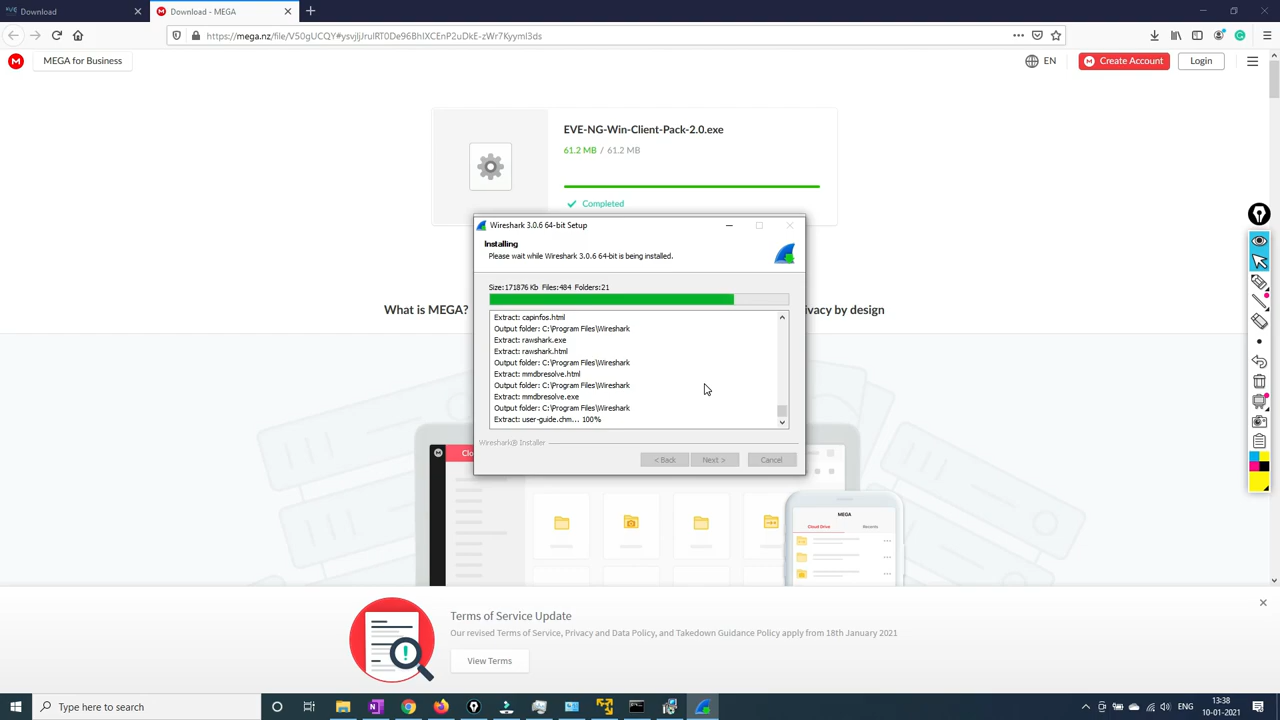 EVE Download
Download - MEGA
https://mega.nz/file/V50gUCQY#ysvjIjJrulRT0De96BhIXCEnP2uDkE-zWr7Kyyml3ds
MEGA for Business
EN
Create Account
Login
EVE-NG-Win-Client-Pack-2.0.exe
61.2 MB / 61.2 MB
Completed
What is MEGA?
ivacy by design
Wireshark 3.0.6 64-bit Setup
Installing
Please wait while Wireshark 3.0.6 64-bit is being installed.
Size:171876 Kb Files:484 Folders:21
Extract: capinfos.html
Output folder: C:\Program Files\Wireshark
Extract: rawshark.exe
Extract: rawshark.html
Output folder: C:\Program Files\Wireshark
Extract: mmdbresolve.html
Output folder: C:\Program Files\Wireshark
Extract: mmdbresolve.exe
Output folder: C:\Program Files\Wireshark
Extract: user-guide.chm... 100%
Wireshark® Installer
< Back
Next >
Cancel
Clo
MEGA
Cloud Drive
Recents
Terms of Service Update
Our revised Terms of Service, Privacy and Data Policy, and Takedown Guidance Policy apply from 18th January 2021
View Terms
Type here to search
ENG
13:38
10-01-2021